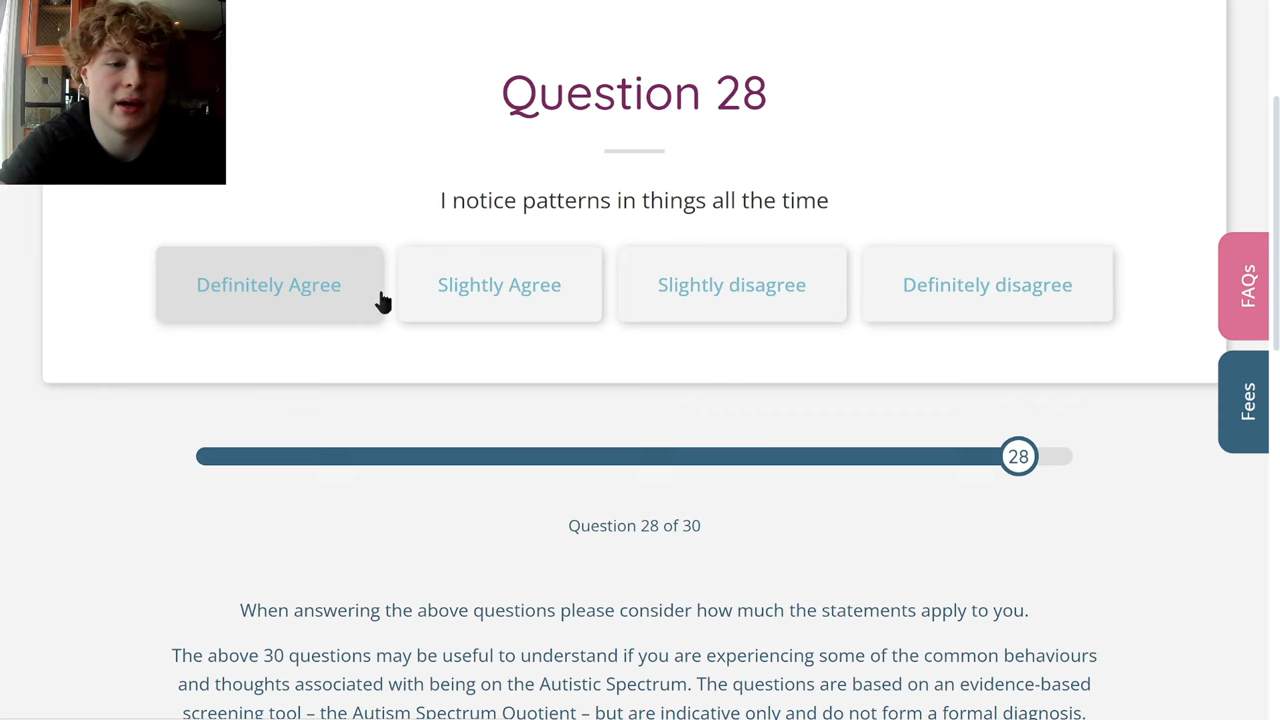 Question 28
I notice patterns in things all the time
Definitely Agree
Slightly Agree
Slightly disagree
Definitely disagree
FAQs
Fees
28
Question 28 of 30
When answering the above questions please consider how much the statements apply to you.
The above 30 questions may be useful to understand if you are experiencing some of the common behaviours
and thoughts associated with being on the Autistic Spectrum. The questions are based on an evidence-based
screening tool – the Autism Spectrum Quotient – but are indicative only and do not form a formal diagnosis.